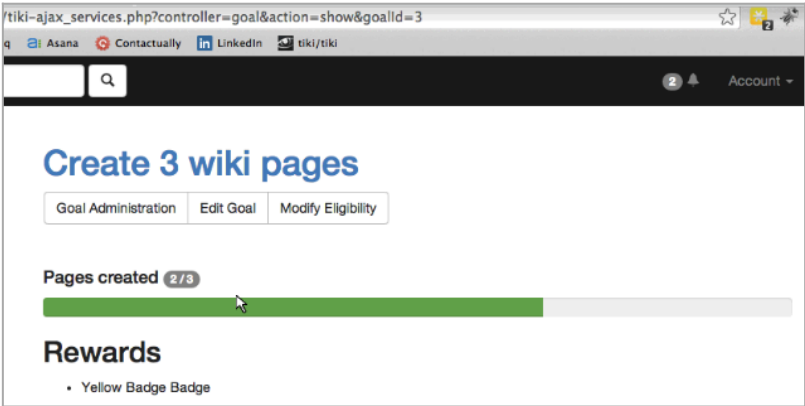 /tiki-ajax_services.php?controller=goal&action=show&goalId=3
2
q Asana Contactually LinkedIn tiki/tiki
2 Account
Create 3 wiki pages
Goal Administration Edit Goal Modify Eligibility
Pages created 2/3
Rewards
• Yellow Badge Badge